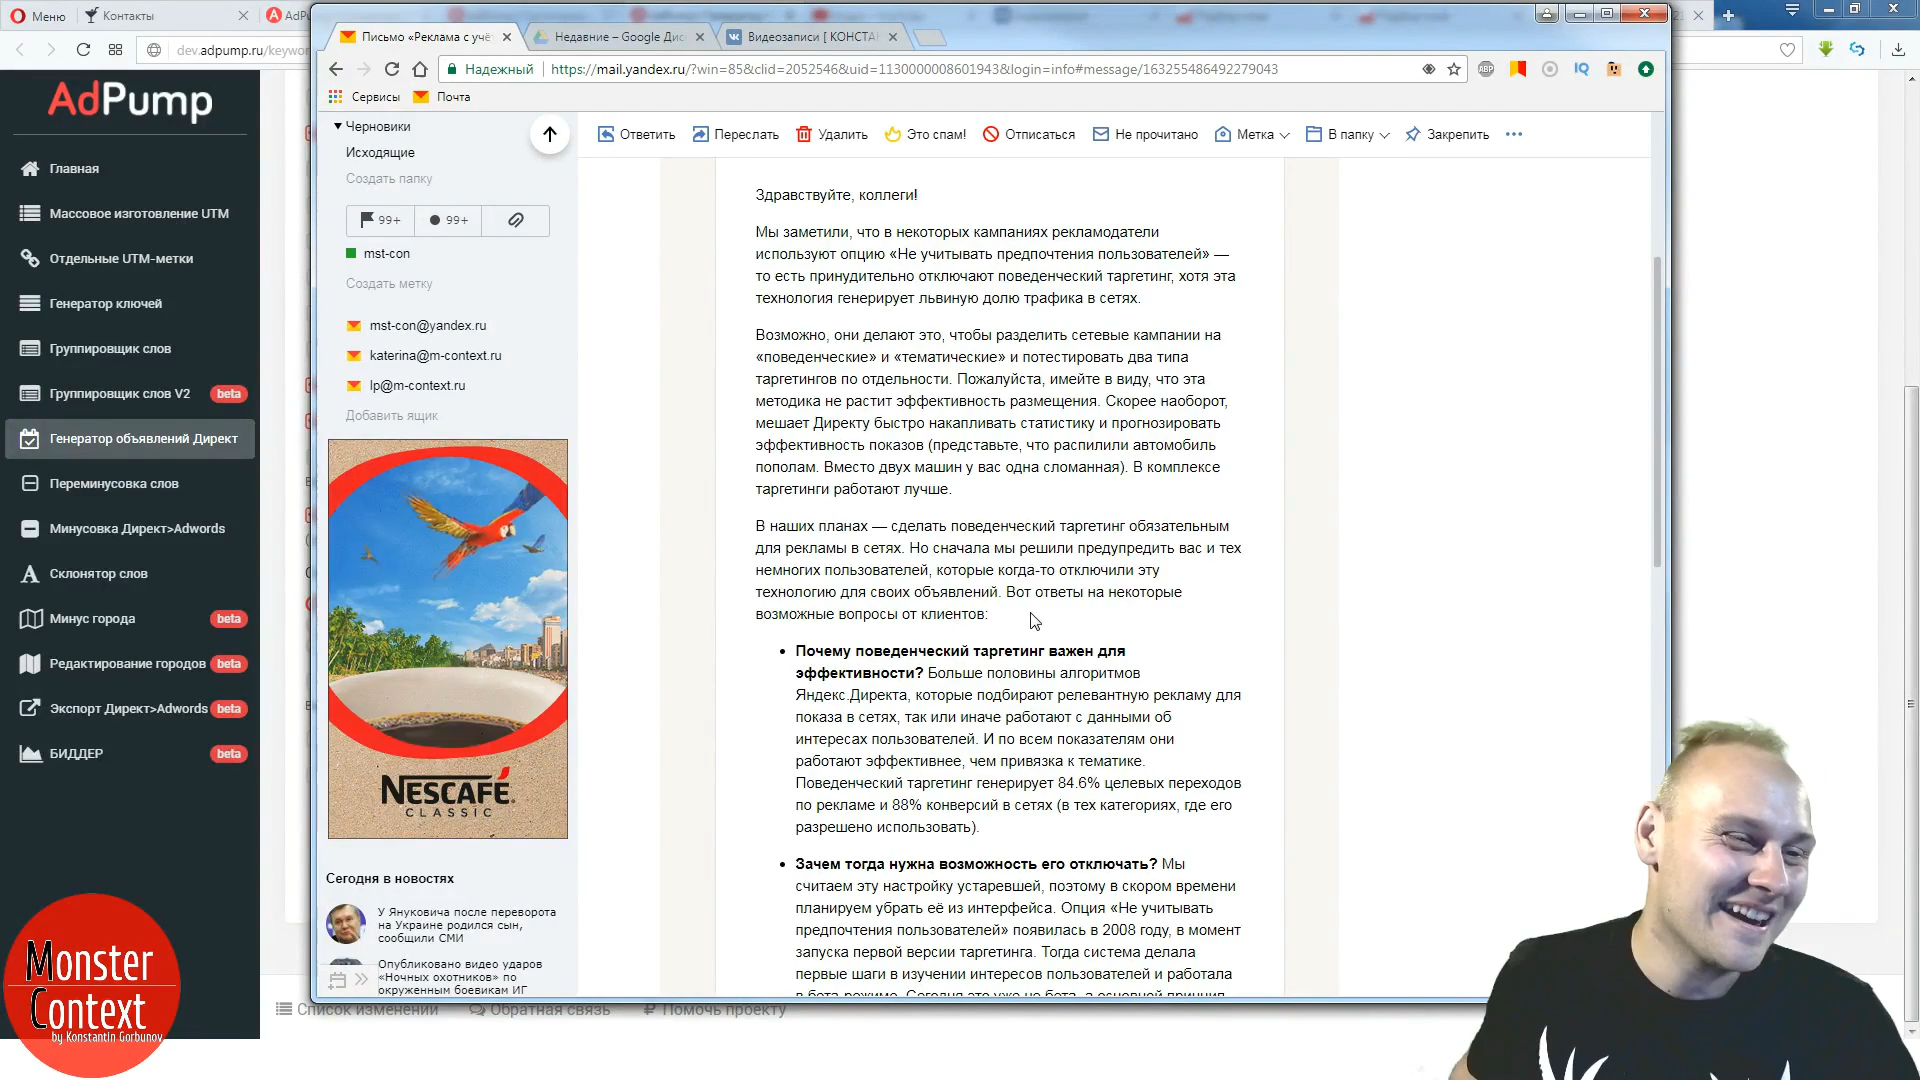 Меню
Контакты
dev.adpump.ru/keywor
AdPump
Главная
Массовое изготовление UTM
Отдельные UTM-метки
Генератор ключей
Группировщик слов
Группировщик слов V2 beta
Генератор объявлений Директ
Переминусовка слов
Минусовка Директ>Adwords
Склонятор слов
Минус города beta
Редактирование городов beta
Экспорт Директ>Adwords beta
БИДДЕР beta
Monster
Context
by Konstantin Gorbunov
Письмо «Реклама с учё
Недавние – Google Дис
Видеозаписи [ КОНСТА
Надежный
https://mail.yandex.ru/?win=85&clid=2052546&uid=1130000008601943&login=info#message/163255486492279043
ABP
IQ
Сервисы
Почта
Черновики
Исходящие
Создать папку
99+
99+
mst-con
Создать метку
mst-con@yandex.ru
katerina@m-context.ru
lp@m-context.ru
Добавить ящик
NESCAFÉ
CLASSIC
Сегодня в новостях
У Януковича после переворота
на Украине родился сын,
сообщили СМИ
Опубликовано видео ударов
«Ночных охотников» по
окруженным боевикам ИГ
Ответить
Переслать
Удалить
Это спам!
Отписаться
Не прочитано
Метка
В папку
Закрепить
Здравствуйте, коллеги!
Мы заметили, что в некоторых кампаниях рекламодатели
используют опцию «Не учитывать предпочтения пользователей» —
то есть принудительно отключают поведенческий таргетинг, хотя эта
технология генерирует львиную долю трафика в сетях.
Возможно, они делают это, чтобы разделить сетевые кампании на
«поведенческие» и «тематические» и потестировать два типа
таргетингов по отдельности. Пожалуйста, имейте в виду, что эта
методика не растит эффективность размещения. Скорее наоборот,
мешает Директу быстро накапливать статистику и прогнозировать
эффективность показов (представьте, что распилили автомобиль
пополам. Вместо двух машин у вас одна сломанная). В комплексе
таргетинги работают лучше.
В наших планах — сделать поведенческий таргетинг обязательным
для рекламы в сетях. Но сначала мы решили предупредить вас и тех
немногих пользователей, которые когда-то отключили эту
технологию для своих объявлений. Вот ответы на некоторые
возможные вопросы от клиентов:
Почему поведенческий таргетинг важен для
эффективности? Больше половины алгоритмов
Яндекс.Директа, которые подбирают релевантную рекламу для
показа в сетях, так или иначе работают с данными об
интересах пользователей. И по всем показателям они
работают эффективнее, чем привязка к тематике.
Поведенческий таргетинг генерирует 84.6% целевых переходов
по рекламе и 88% конверсий в сетях (в тех категориях, где его
разрешено использовать).
Зачем тогда нужна возможность его отключать? Мы
считаем эту настройку устаревшей, поэтому в скором времени
планируем убрать её из интерфейса. Опция «Не учитывать
предпочтения пользователей» появилась в 2008 году, в момент
запуска первой версии таргетинга. Тогда система делала
первые шаги в изучении интересов пользователей и работала
Список изменений
Обратная связь
Помочь проекту